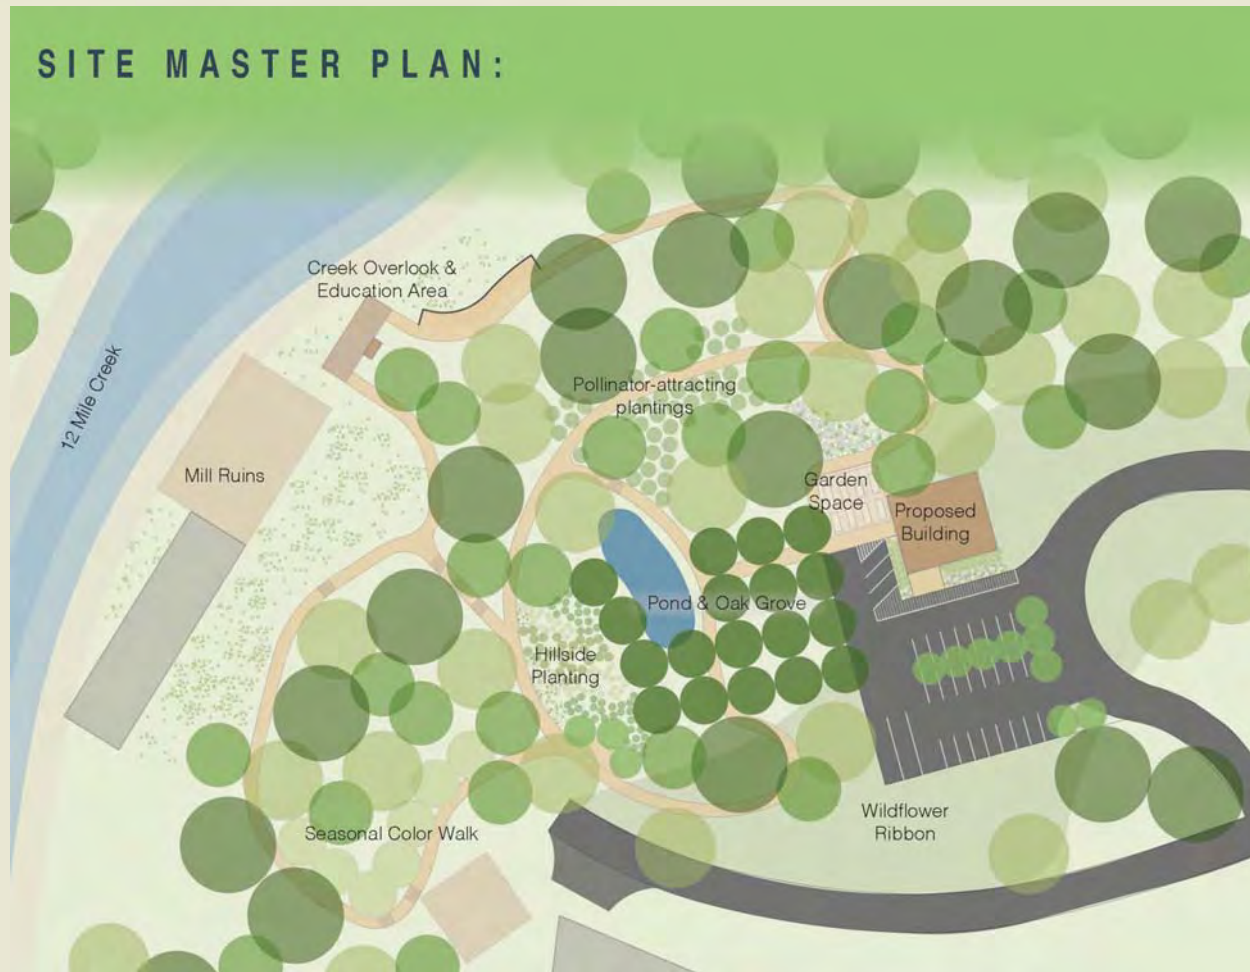 SITE MASTER PLAN:
Creek Overlook &
Education Area
12 Mile Creek
Pollinator-attracting
plantings
Mill Ruins
Garden
Space
Proposed
Building
Pond & Oak Grove
Hillside
Planting
Wildflower
Ribbon
Seasonal Color Walk